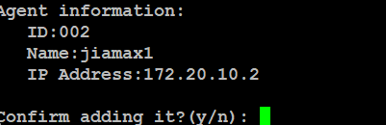 Agent information:
ID:002
Name:jiamax1
IP Address:172.20.10.2
Confirm adding it?(y/n):